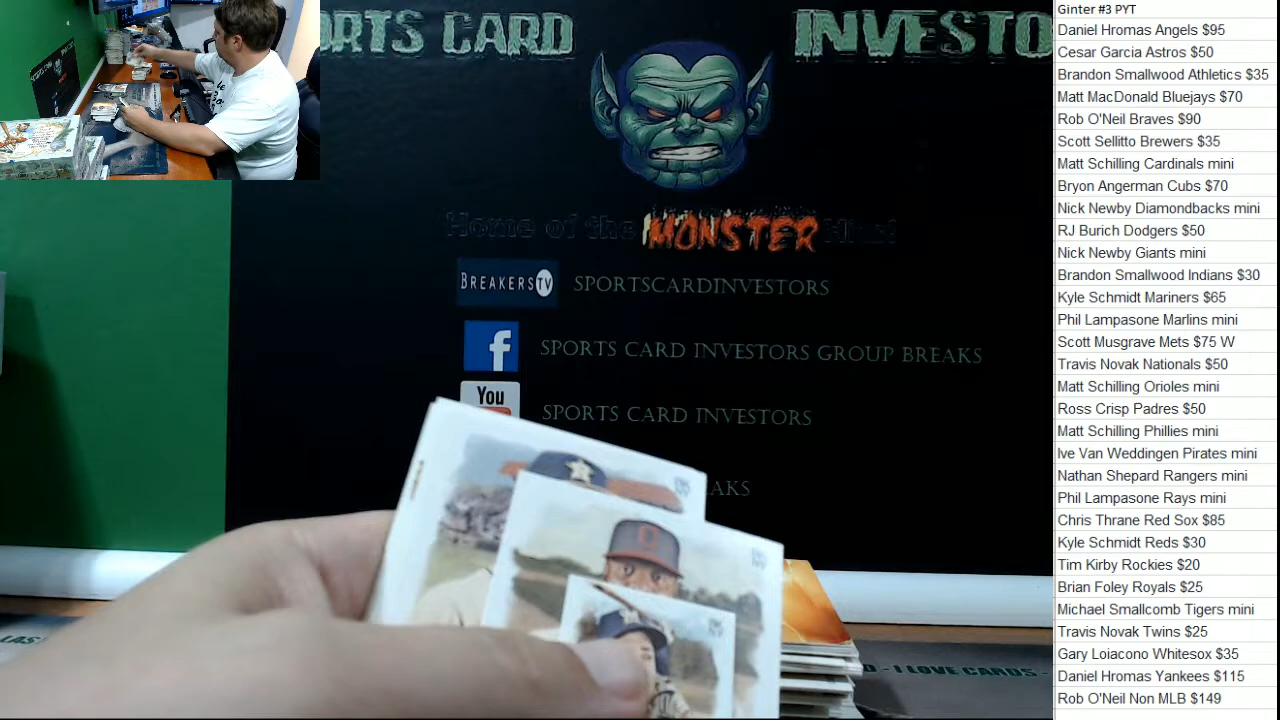 ORTS CARD INVESTO
Home of the MONSTER
BREAKERSTV SPORTSCARDINVESTORS
f SPORTS CARD INVESTORS GROUP BREAKS
You SPORTS CARD INVESTORS
AKS
D - I LOVE CARDS -
LAS
Ginter #3 PYT
Daniel Hromas Angels $95
Cesar Garcia Astros $50
Brandon Smallwood Athletics $35
Matt MacDonald Bluejays $70
Rob O'Neil Braves $90
Scott Sellitto Brewers $35
Matt Schilling Cardinals mini
Bryon Angerman Cubs $70
Nick Newby Diamondbacks mini
RJ Burich Dodgers $50
Nick Newby Giants mini
Brandon Smallwood Indians $30
Kyle Schmidt Mariners $65
Phil Lampasone Marlins mini
Scott Musgrave Mets $75 W
Travis Novak Nationals $50
Matt Schilling Orioles mini
Ross Crisp Padres $50
Matt Schilling Phillies mini
Ive Van Weddingen Pirates mini
Nathan Shepard Rangers mini
Phil Lampasone Rays mini
Chris Thrane Red Sox $85
Kyle Schmidt Reds $30
Tim Kirby Rockies $20
Brian Foley Royals $25
Michael Smallcomb Tigers mini
Travis Novak Twins $25
Gary Loiacono Whitesox $35
Daniel Hromas Yankees $115
Rob O'Neil Non MLB $149